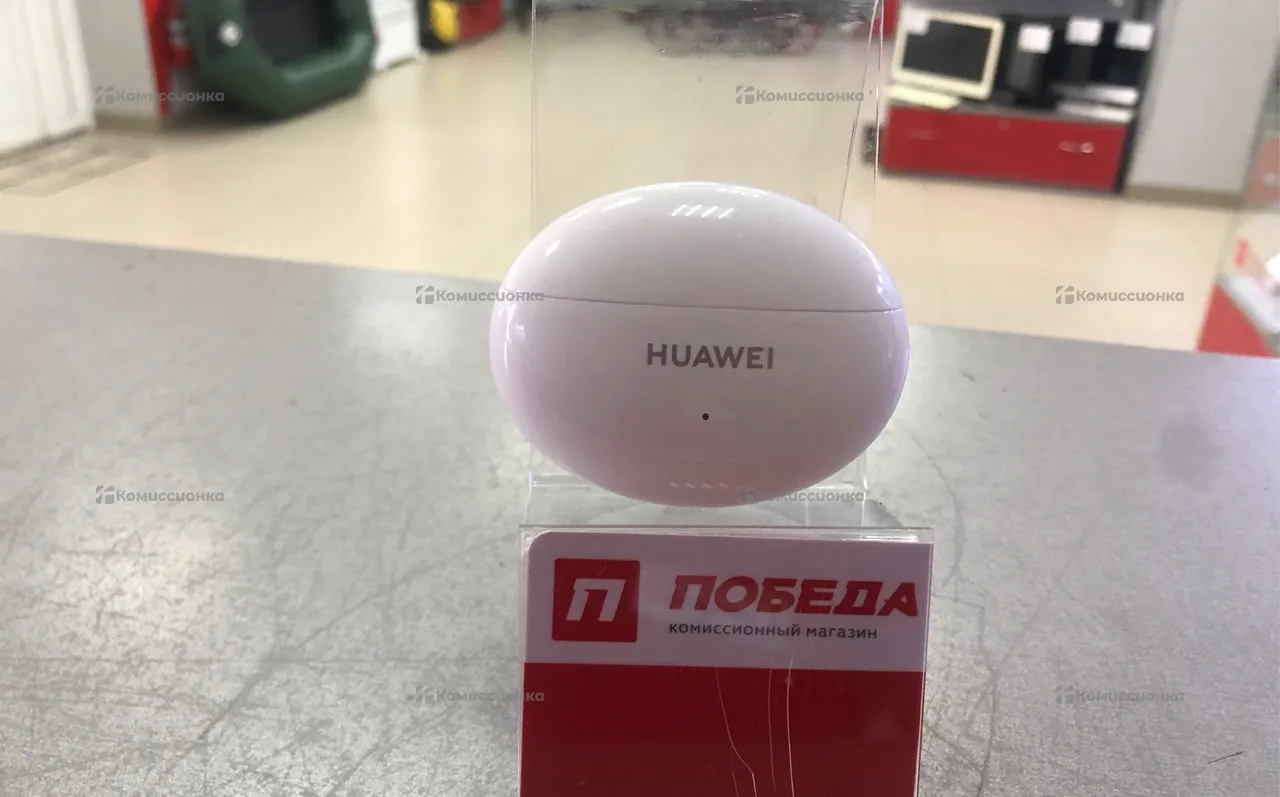 Комиссионка
Комиссионка
Комиссионка
Комиссионка
HUAWEI
Комиссионка
Комиссионка
П ПОБЕДА
комиссионный магазин
Комиссионка
Комиссионка